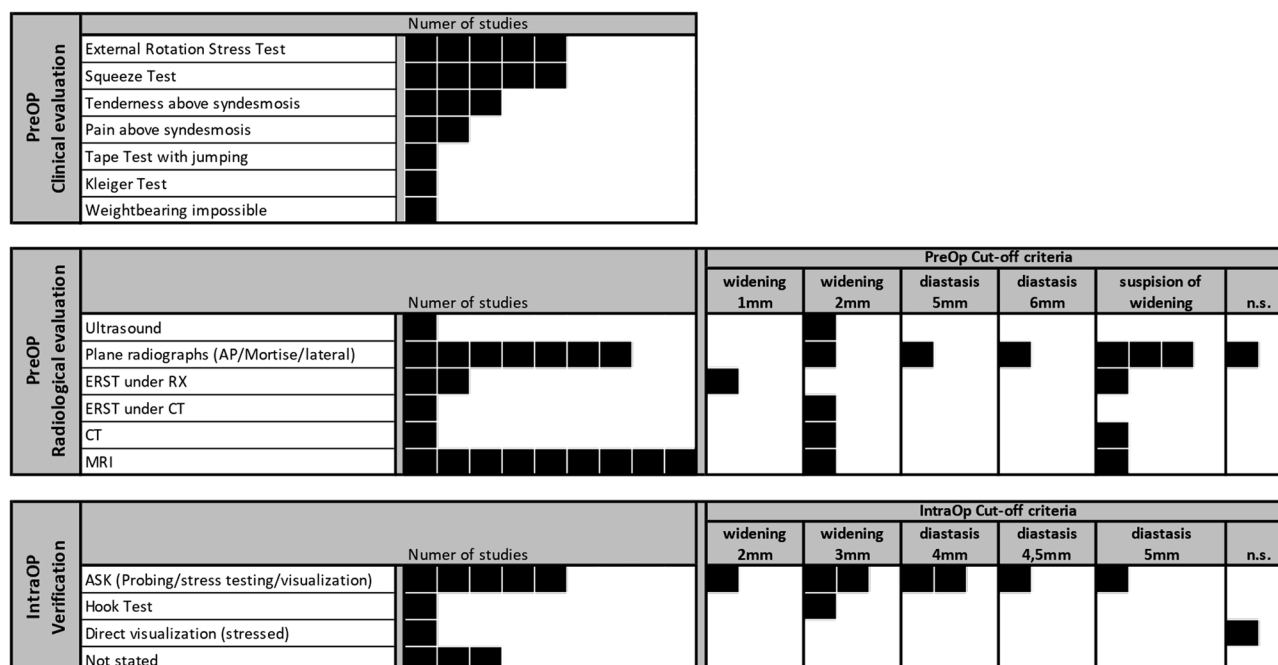 Numer of studies
PreOP
Clinical evaluation
External Rotation Stress Test
Squeeze Test
Tenderness above syndesmosis
Pain above syndesmosis
Tape Test with jumping
Kleiger Test
Weightbearing impossible
PreOp Cut-off criteria
Numer of studies
widening 1mm
widening 2mm
diastasis 5mm
diastasis 6mm
suspision of widening
n.s.
PreOP
Radiological evaluation
Ultrasound
Plane radiographs (AP/Mortise/lateral)
ERST under RX
ERST under CT
CT
MRI
IntraOp Cut-off criteria
Numer of studies
widening 2mm
widening 3mm
diastasis 4mm
diastasis 4,5mm
diastasis 5mm
n.s.
IntraOP
Verification
ASK (Probing/stress testing/visualization)
Hook Test
Direct visualization (stressed)
Not stated